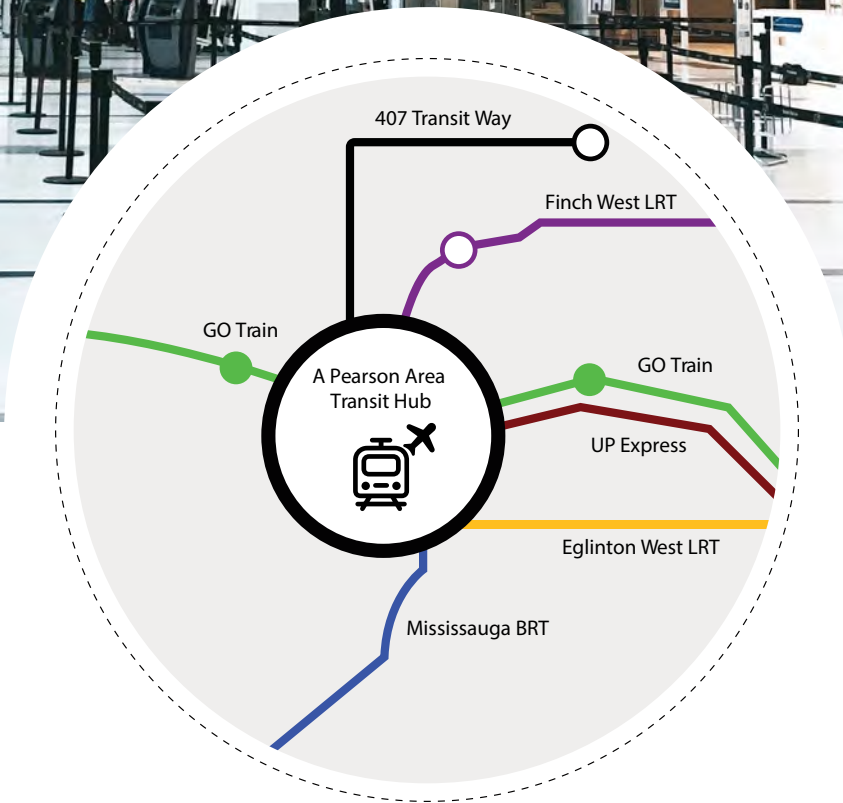 407 Transit Way
Finch West LRT
GO Train
A Pearson Area
Transit Hub
GO Train
UP Express
Eglinton West LRT
Mississauga BRT